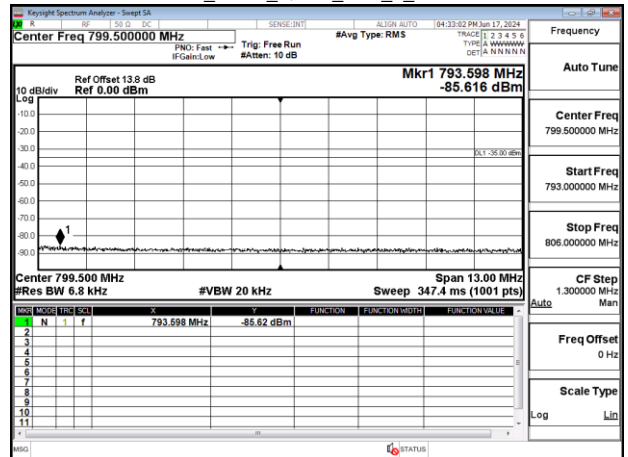 Keysight Spectrum Analyzer - Swept SA
R RF 50 Ω DC SENSE:INT ALIGN AUTO 04:33:02 PM Jun 17, 2024
Center Freq 799.500000 MHz #Avg Type: RMS TRACE 1 2 3 4 5 6
PNO: Fast Trig: Free Run TYPE A WWWWW
IFGain:Low #Atten: 10 dB DET A N N N N N
Frequency
Auto Tune
Ref Offset 13.8 dB Mkr1 793.598 MHz
10 dB/div Ref 0.00 dBm -85.616 dBm
Log
-10.0
-20.0
-30.0
DL1 -35.00 dBm
-40.0
-50.0
-60.0
-70.0
-80.0
1
-90.0
Center 799.500 MHz Span 13.00 MHz
#Res BW 6.8 kHz #VBW 20 kHz Sweep 347.4 ms (1001 pts)
MKR MODE TRC SCL X Y FUNCTION FUNCTION WIDTH FUNCTION VALUE
1 N 1 f 793.598 MHz -85.62 dBm
2
3
4
5
6
7
8
9
10
11
Center Freq
799.500000 MHz
Start Freq
793.000000 MHz
Stop Freq
806.000000 MHz
CF Step
1.300000 MHz
Auto Man
Freq Offset
0 Hz
Scale Type
Log Lin
MSG STATUS